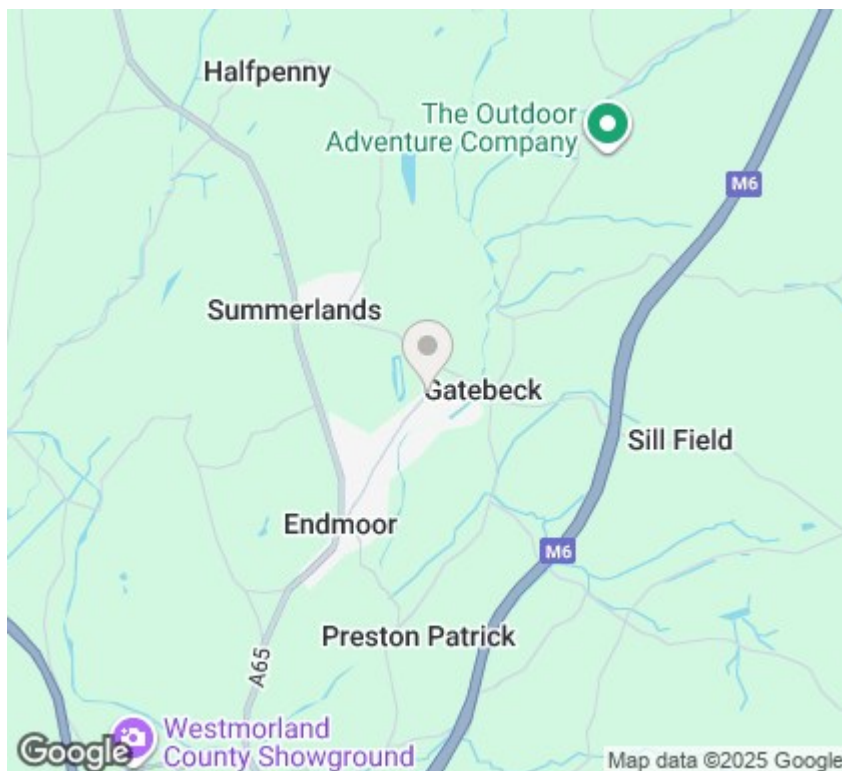 Halfpenny
The Outdoor
Adventure Company
M6
Summerlands
Gatebeck
Sill Field
Endmoor
M6
Preston Patrick
A65
Westmorland
County Showground
Google
Map data ©2025 Google